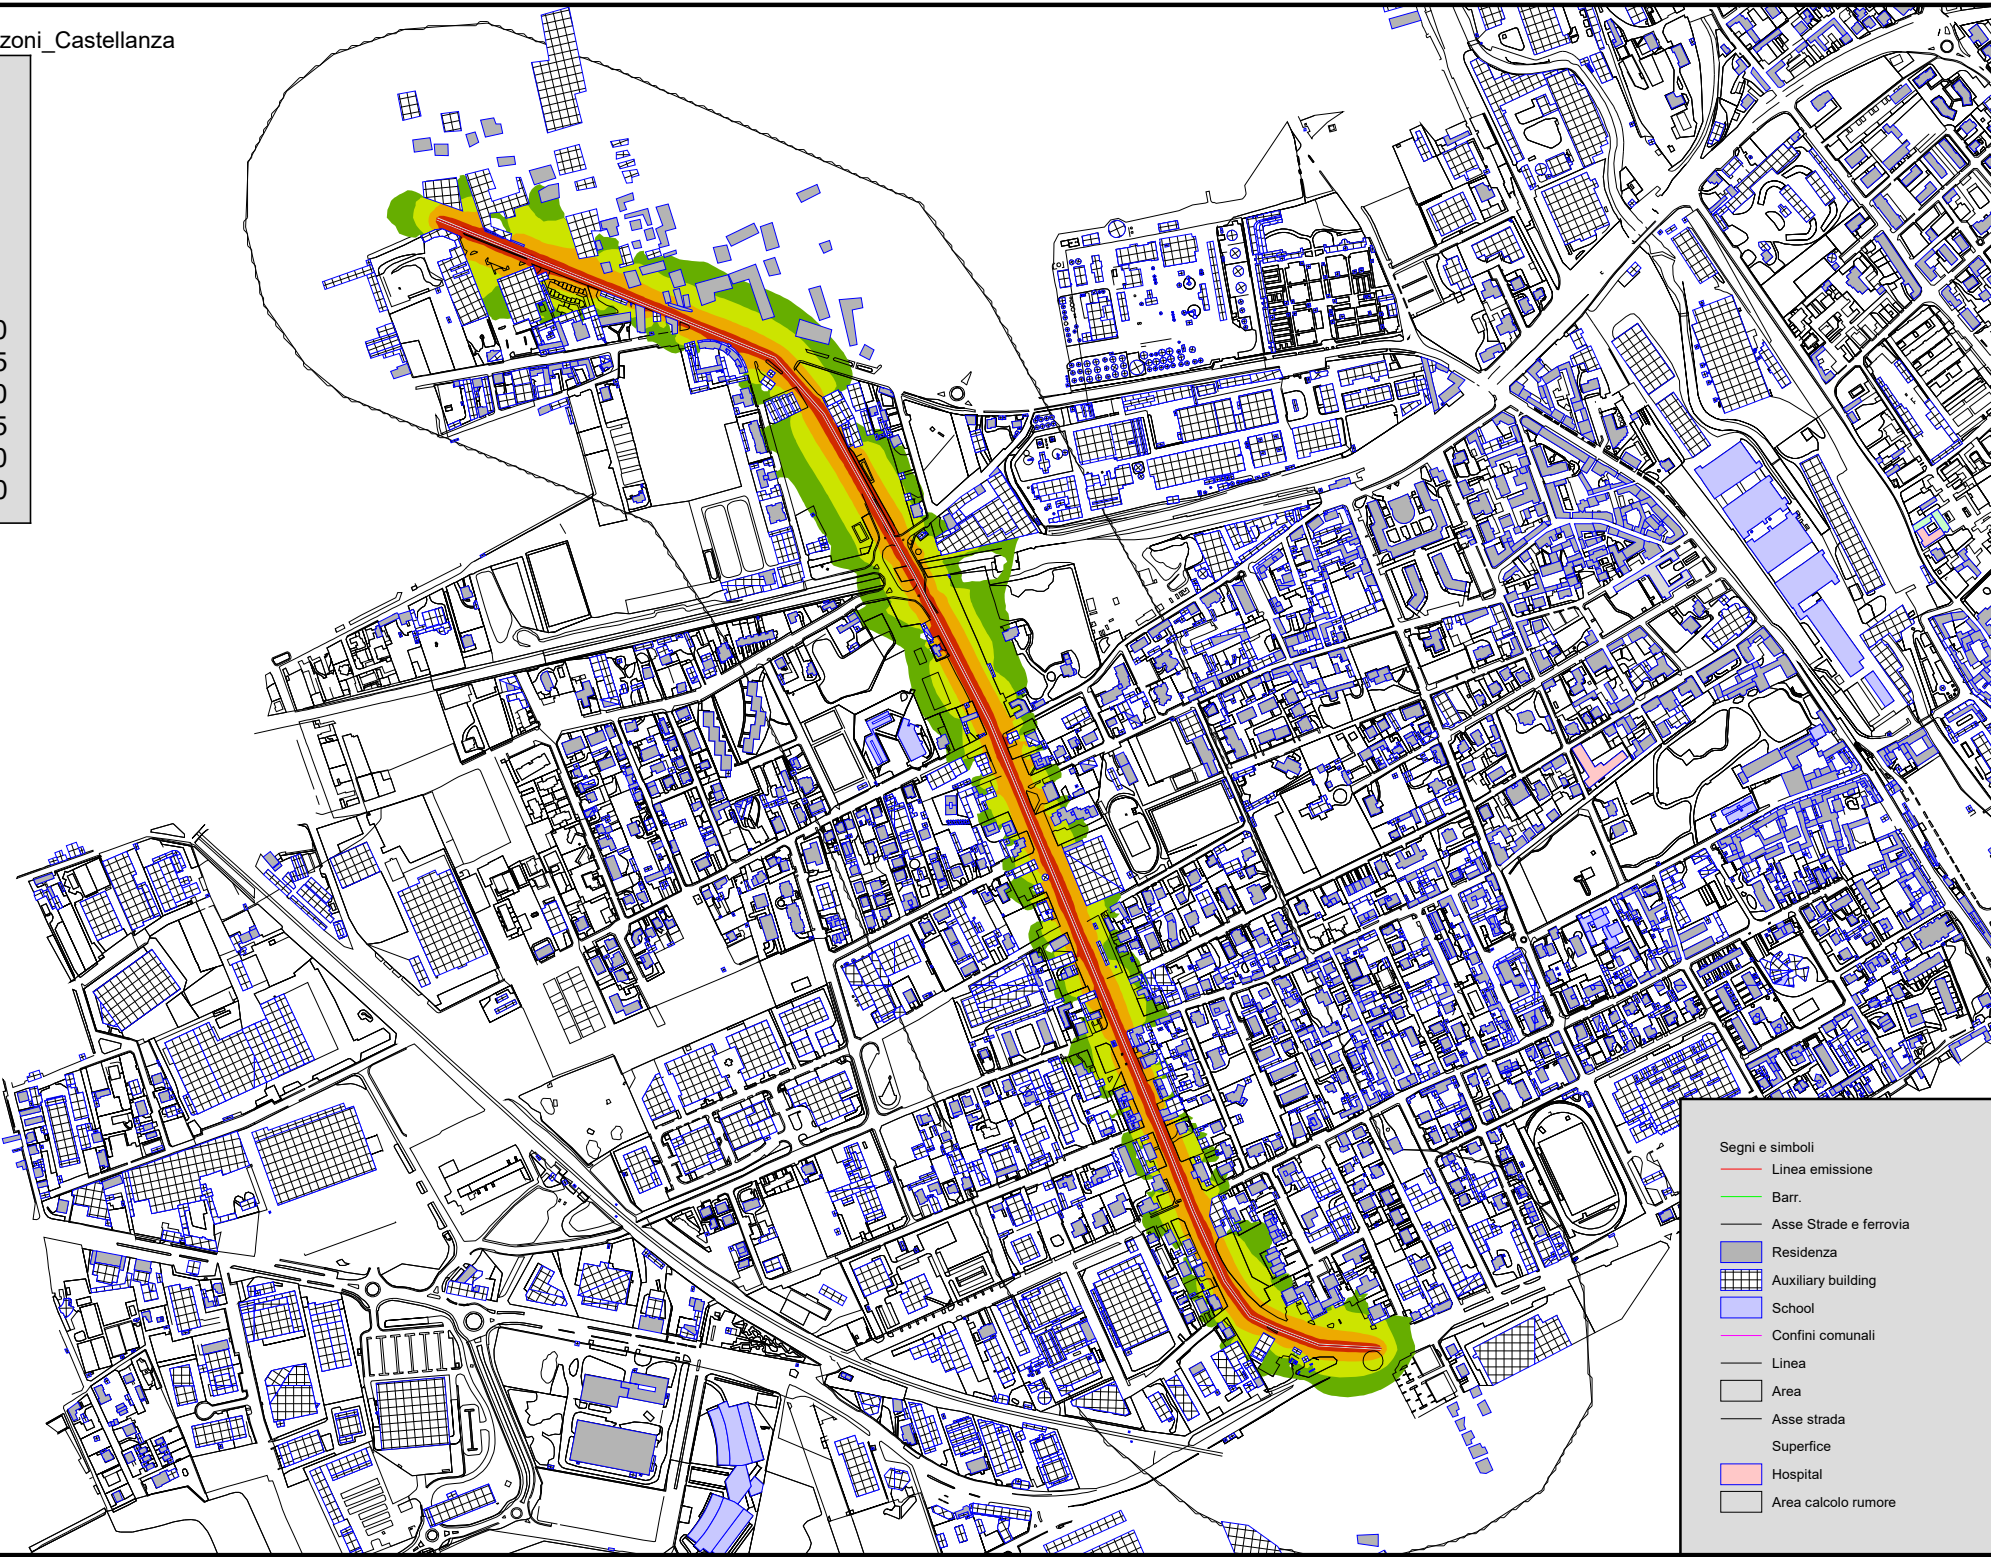 zoni_Castellanza
0
5
0
5
0
0
Segni e simboli
Linea emissione
Barr.
Asse Strade e ferrovia
Residenza
Auxiliary building
School
Confini comunali
Linea
Area
Asse strada
Superfice
Hospital
Area calcolo rumore